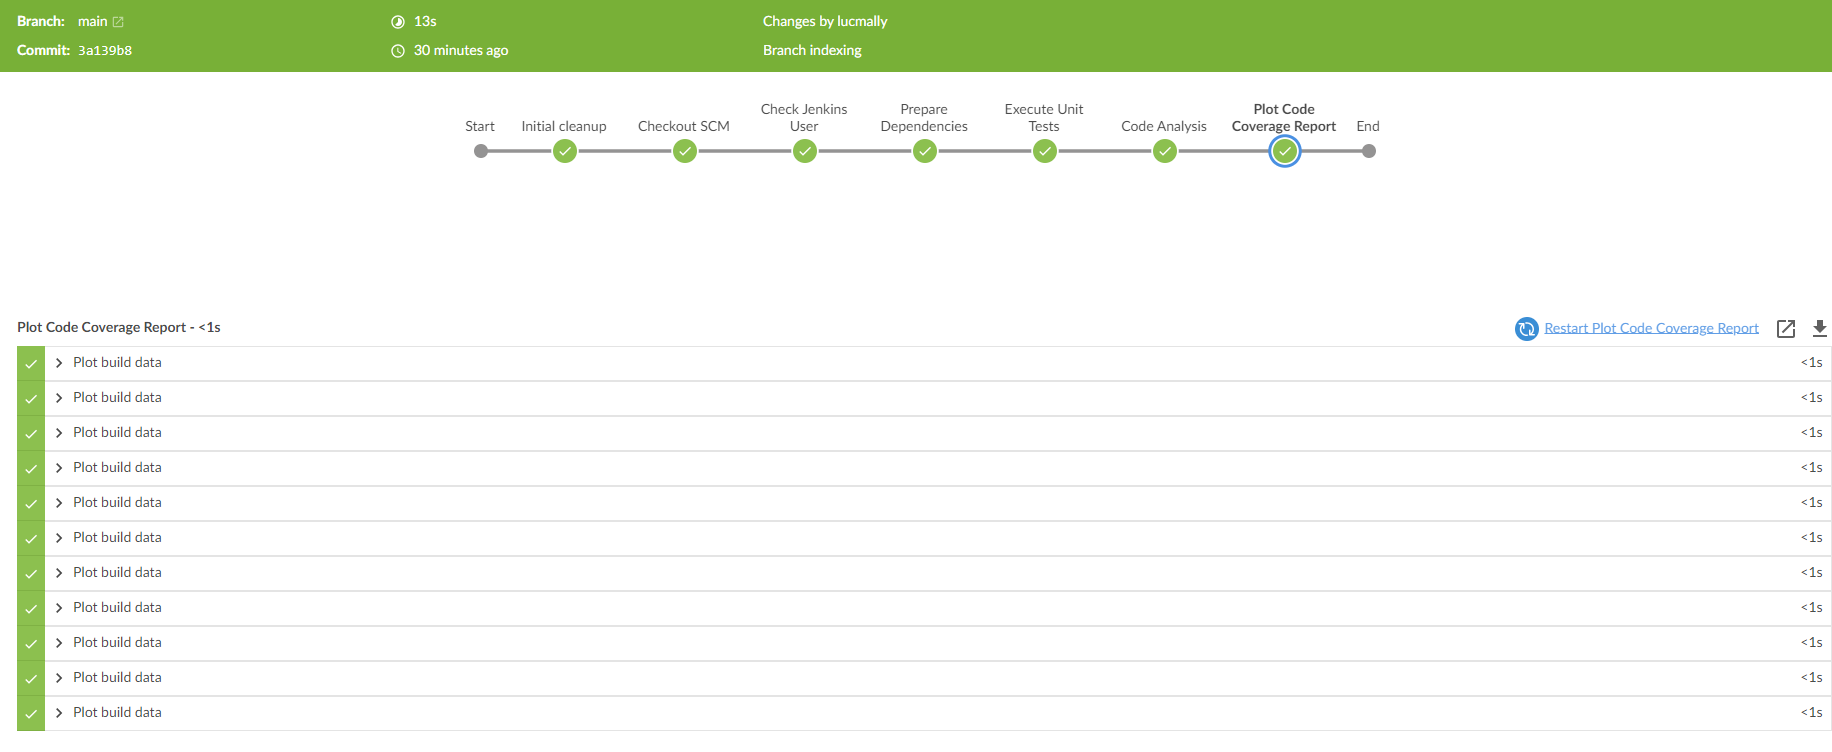 Branch: main 13s Changes by lucmally
Commit: 3a139b8 30 minutes ago Branch indexing
Start
Initial cleanup
Checkout SCM
Check Jenkins
User
Prepare
Dependencies
Execute Unit
Tests
Code Analysis
Plot Code
Coverage Report
End
Plot Code Coverage Report - <1s Restart Plot Code Coverage Report
Plot build data <1s
Plot build data <1s
Plot build data <1s
Plot build data <1s
Plot build data <1s
Plot build data <1s
Plot build data <1s
Plot build data <1s
Plot build data <1s
Plot build data <1s
Plot build data <1s